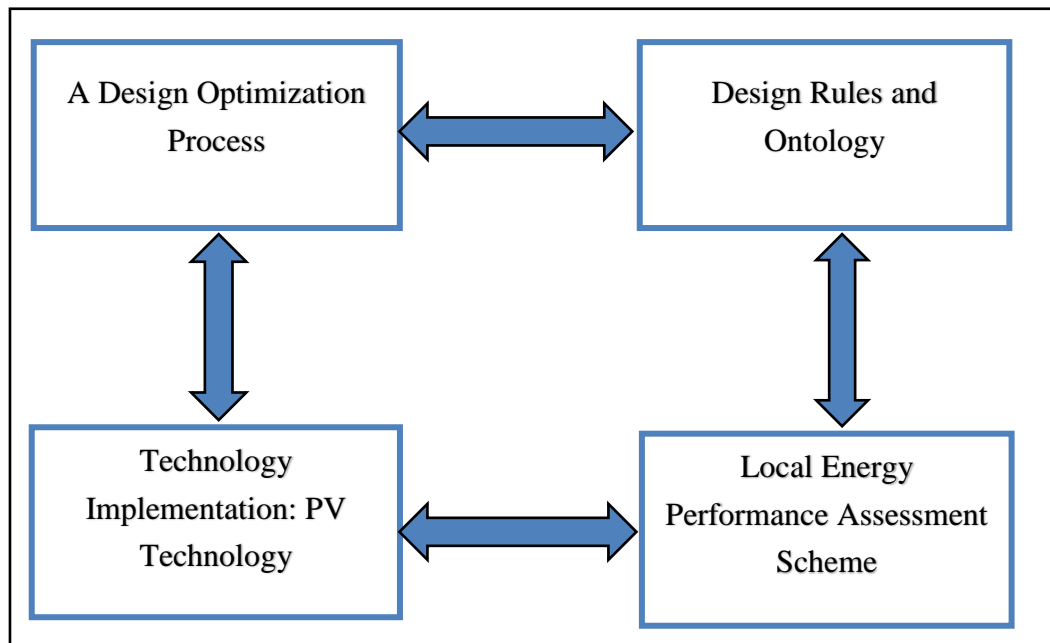 A Design Optimization
Process
Design Rules and
Ontology
Technology
Implementation: PV
Technology
Local Energy
Performance Assessment
Scheme